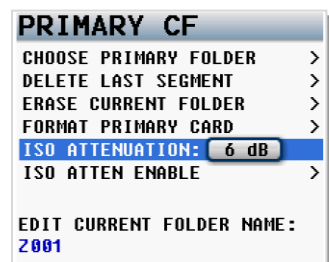 PRIMARY CF
CHOOSE PRIMARY FOLDER >
DELETE LAST SEGMENT >
ERASE CURRENT FOLDER >
FORMAT PRIMARY CARD >
ISO ATTENUATION: 6 dB
ISO ATTEN ENABLE >
EDIT CURRENT FOLDER NAME:
Z001